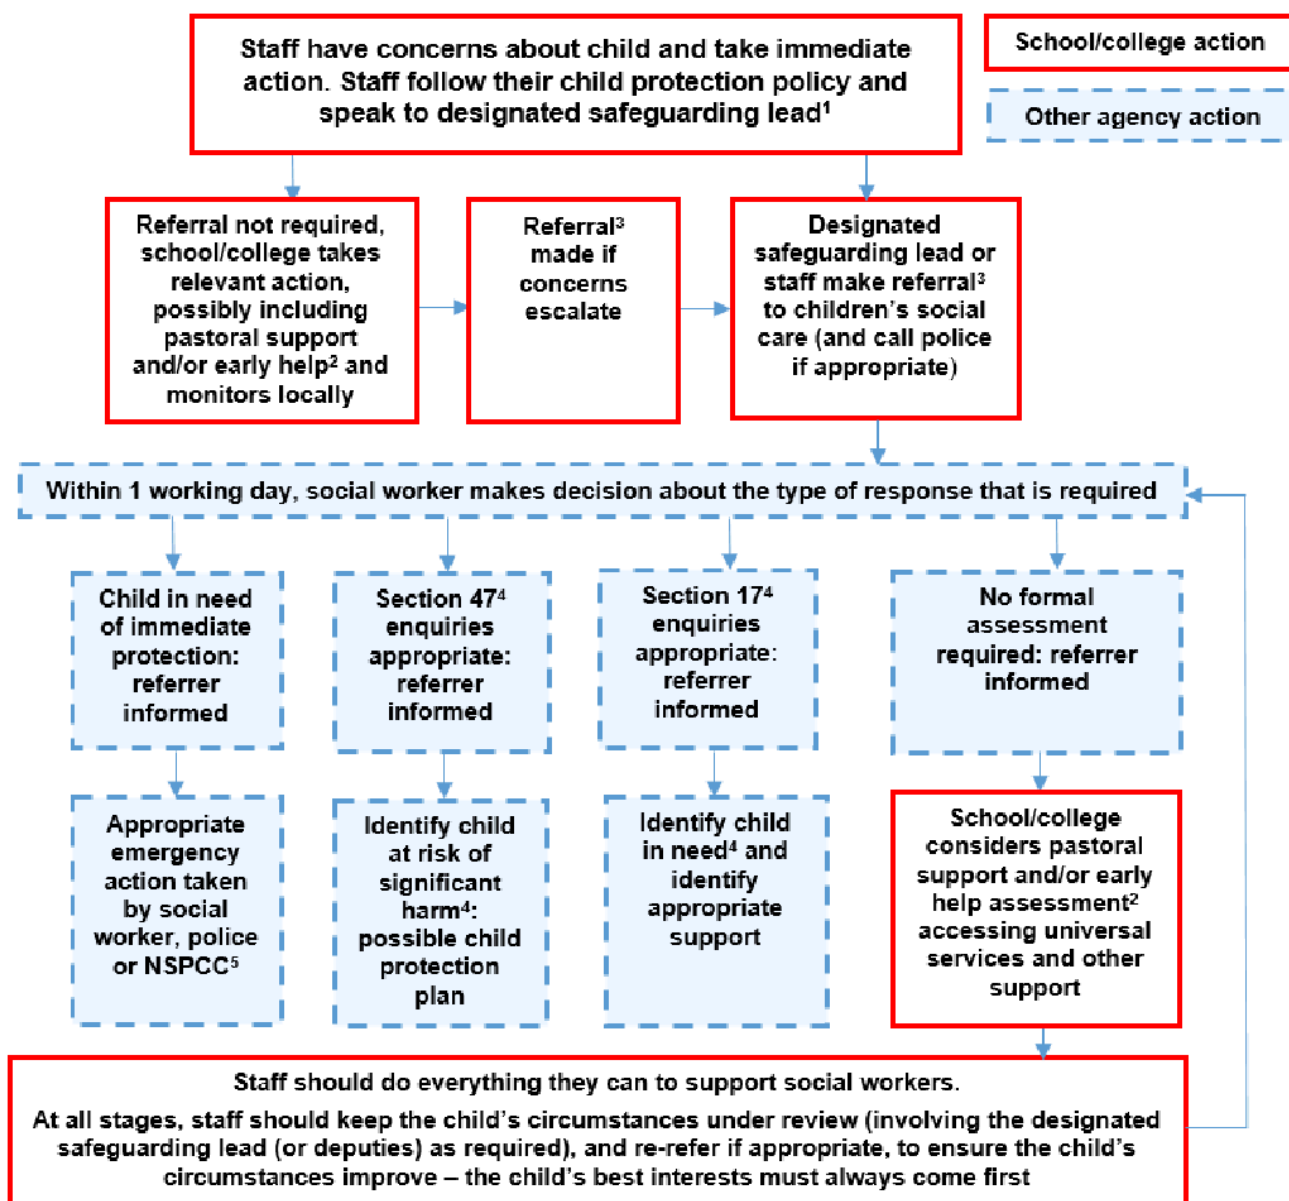 Staff have concerns about child and take immediate
action. Staff follow their child protection policy and
speak to designated safeguarding lead¹
School/college action
Other agency action
Referral not required,
school/college takes
relevant action,
possibly including
pastoral support
and/or early help² and
monitors locally
Referral³
made if
concerns
escalate
Designated
safeguarding lead or
staff make referral³
to children's social
care (and call police
if appropriate)
Within 1 working day, social worker makes decision about the type of response that is required
Child in need
of immediate
protection:
referrer
informed
Section 47⁴
enquiries
appropriate:
referrer
informed
Section 17⁴
enquiries
appropriate:
referrer
informed
No formal
assessment
required: referrer
informed
Appropriate
emergency
action taken
by social
worker, police
or NSPCC⁵
Identify child
at risk of
significant
harm⁴:
possible child
protection
plan
Identify child
in need⁴ and
identify
appropriate
support
School/college
considers pastoral
support and/or early
help assessment²
accessing universal
services and other
support
Staff should do everything they can to support social workers.
At all stages, staff should keep the child's circumstances under review (involving the designated
safeguarding lead (or deputies) as required), and re-refer if appropriate, to ensure the child's
circumstances improve – the child's best interests must always come first